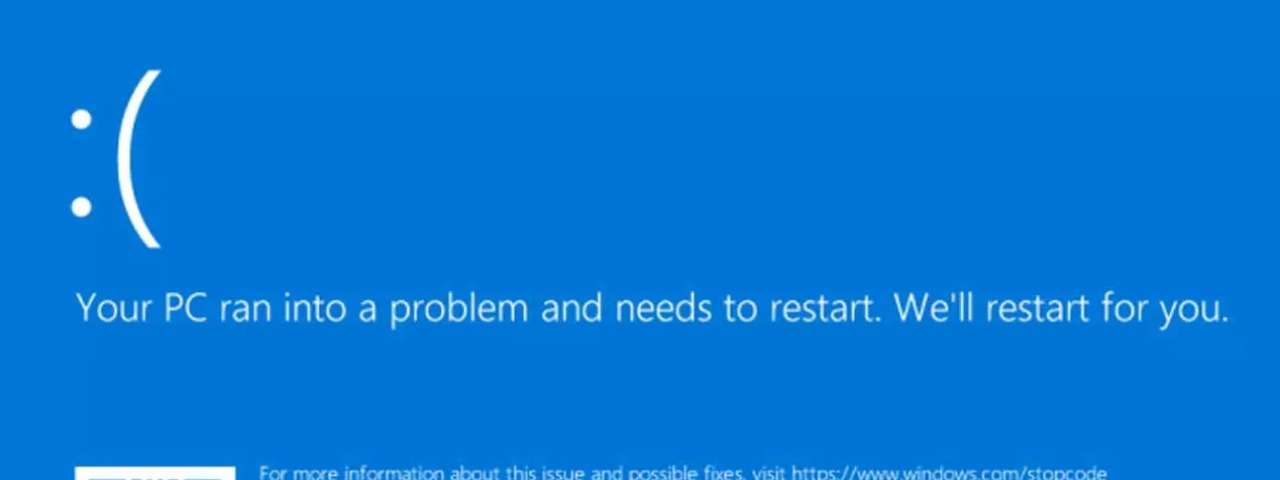 :(
Your PC ran into a problem and needs to restart. We'll restart for you.
For more information about this issue and possible fixes, visit https://www.windows.com/stopcode